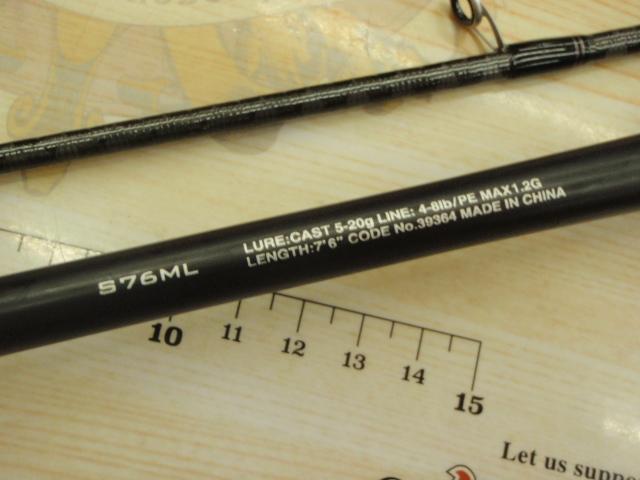 LURE:CAST 5-20g LINE: 4-8lb/PE MAX1.2G
LENGTH:7'6" CODE No.39364 MADE IN CHINA
S76ML
10 11 12 13 14 15
Let us suppo